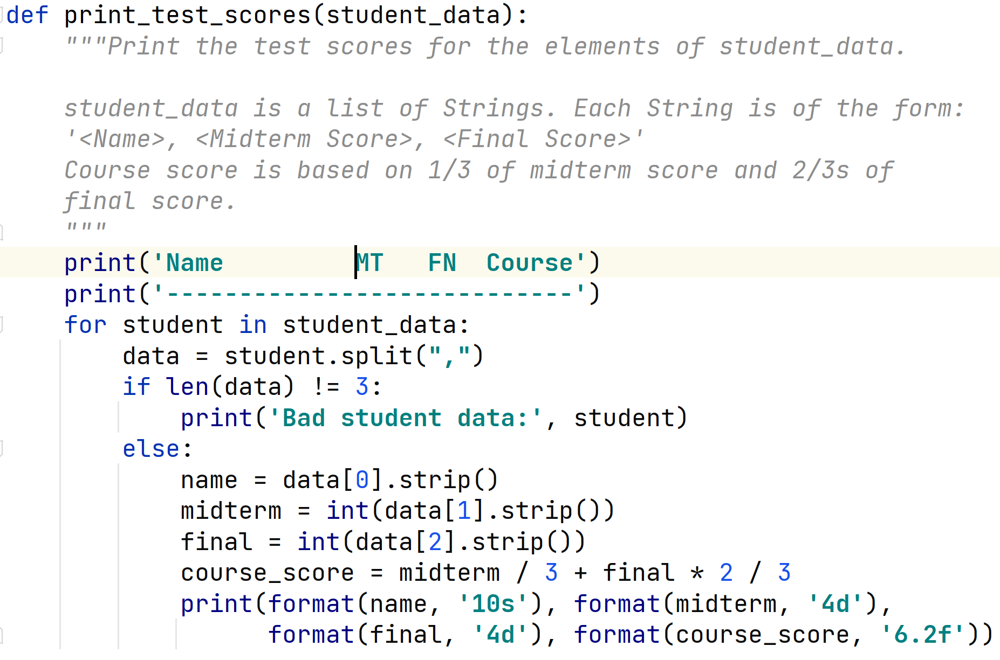 def print_test_scores(student_data):
    """Print the test scores for the elements of student_data.

    student_data is a list of Strings. Each String is of the form:
    '<Name>, <Midterm Score>, <Final Score>'
    Course score is based on 1/3 of midterm score and 2/3s of
    final score.
    """
    print('Name         MT   FN  Course')
    print('----------------------------')
    for student in student_data:
        data = student.split(",")
        if len(data) != 3:
            print('Bad student data:', student)
        else:
            name = data[0].strip()
            midterm = int(data[1].strip())
            final = int(data[2].strip())
            course_score = midterm / 3 + final * 2 / 3
            print(format(name, '10s'), format(midterm, '4d'),
                  format(final, '4d'), format(course_score, '6.2f'))